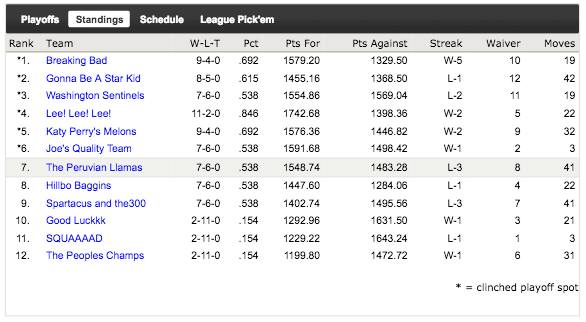 Playoffs Standings Schedule League Pick'em
Rank Team W-L-T Pct Pts For Pts Against Streak Waiver Moves
*1. Breaking Bad 9-4-0 .692 1579.20 1329.50 W-5 10 19
*2. Gonna Be A Star Kid 8-5-0 .615 1455.16 1368.50 L-1 12 42
*3. Washington Sentinels 7-6-0 .538 1554.86 1569.04 L-2 11 19
*4. Lee! Lee! Lee! 11-2-0 .846 1742.68 1398.36 W-2 5 22
*5. Katy Perry's Melons 9-4-0 .692 1576.36 1446.82 W-2 9 32
*6. Joe's Quality Team 7-6-0 .538 1591.68 1498.42 W-1 2 3
7. The Peruvian Llamas 7-6-0 .538 1548.74 1483.28 L-3 8 41
8. Hillbo Baggins 7-6-0 .538 1447.60 1284.06 L-1 4 22
9. Spartacus and the300 7-6-0 .538 1402.74 1495.56 L-3 7 41
10. Good Luckkk 2-11-0 .154 1292.96 1631.50 W-1 3 21
11. SQUAAAAD 2-11-0 .154 1229.22 1643.24 L-1 1 3
12. The Peoples Champs 2-11-0 .154 1199.80 1472.72 W-1 6 31
* = clinched playoff spot